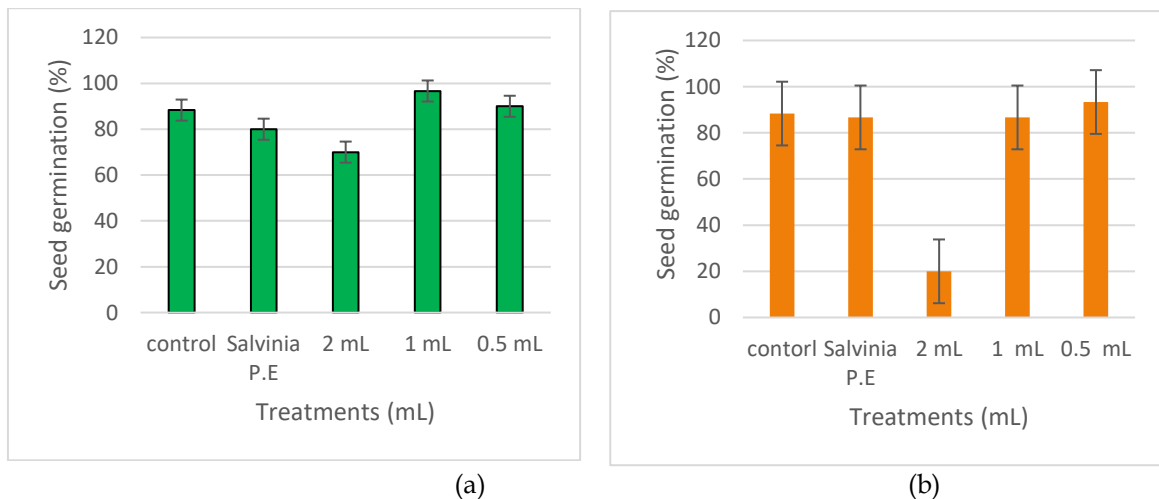 120
100
80
60
40
20
0
Seed germination (%)
control Salvinia P.E 2 mL 1 mL 0.5 mL
Treatments (mL)
(a)
120
100
80
60
40
20
0
Seed germination (%)
contorl Salvinia P.E 2 mL 1 mL 0.5 mL
Treatments (mL)
(b)